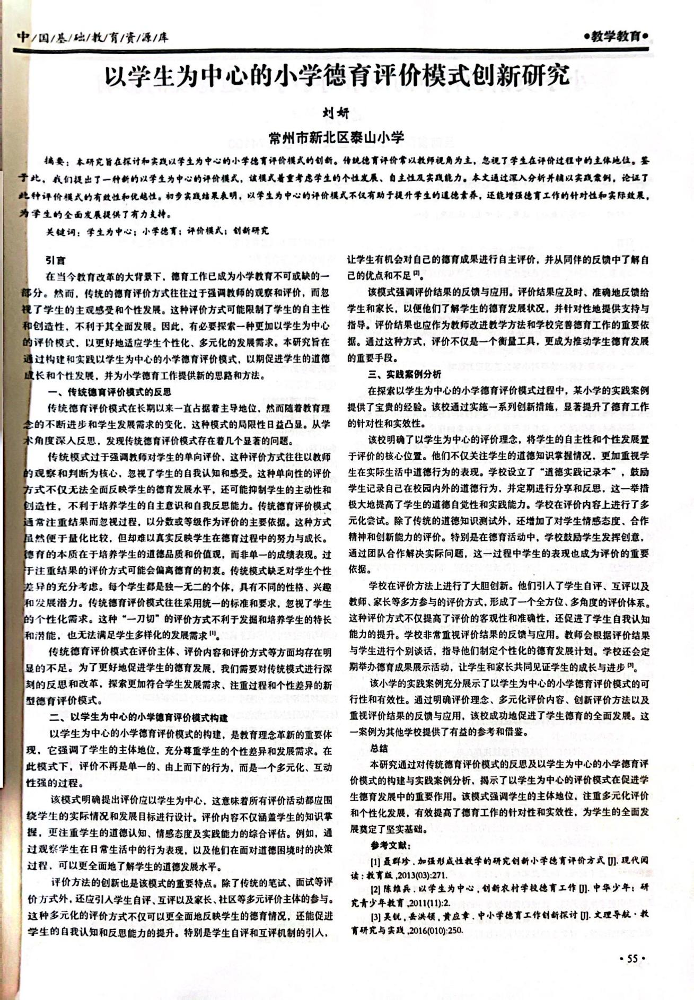 中/国/基/础/教/育/资/源/库
●教学教育●
以学生为中心的小学德育评价模式创新研究
刘妍
常州市新北区泰山小学
摘要：本研究旨在探讨和实践以学生为中心的小学德育评价模式的创新。传统德育评价常以教师视角为主，忽视了学生在评价过程中的主体地位。鉴
于此，我们提出了一种新的以学生为中心的评价模式，该模式着重考虑学生的个性发展、自主性及实践能力。本文通过深入分析并辅以实践案例，论证了
此种评价模式的有效性和优越性。初步实践结果表明，以学生为中心的评价模式不仅有助于提升学生的道德素养，还能增强德育工作的针对性和实际效果，
为学生的全面发展提供了有力支持。
关键词：学生为中心；小学德育；评价模式；创新研究
引言
在当今教育改革的大背景下，德育工作已成为小学教育不可或缺的一
部分。然而，传统的德育评价方式往往过于强调教师的观察和评价，而忽
视了学生的主观感受和个性发展。这种评价方式可能限制了学生的自主性
和创造性，不利于其全面发展。因此，有必要探索一种更加以学生为中心
的评价模式，以更好地适应学生个性化、多元化的发展需求。本研究旨在
通过构建和实践以学生为中心的小学德育评价模式，以期促进学生的道德
成长和个性发展，并为小学德育工作提供新的思路和方法。
一、传统德育评价模式的反思
传统德育评价模式在长期以来一直占据着主导地位，然而随着教育理
念的不断进步和学生发展需求的变化，这种模式的局限性日益凸显。从学
术角度深入反思，发现传统德育评价模式存在着几个显著的问题。
传统模式过于强调教师对学生的单向评价，这种评价方式往往以教师
的观察和判断为核心，忽视了学生的自我认知和感受。这种单向性的评价
方式不仅无法全面反映学生的德育发展水平，还可能抑制学生的主动性和
创造性，不利于培养学生的自主意识和自我反思能力。传统德育评价模式
通常注重结果而忽视过程，以分数或等级作为评价的主要依据。这种方式
虽然便于量化比较，但却难以真实反映学生在德育过程中的努力与成长。
德育的本质在于培养学生的道德品质和价值观，而非单一的成绩表现。过
于注重结果的评价方式可能会偏离德育的初衷。传统模式缺乏对学生个性
差异的充分考虑。每个学生都是独一无二的个体，具有不同的性格、兴趣
和发展潜力。传统德育评价模式往往采用统一的标准和要求，忽视了学生
的个性化需求。这种“一刀切”的评价方式不利于发掘和培养学生的特长
和潜能，也无法满足学生多样化的发展需求[1]。
传统德育评价模式在评价主体、评价内容和评价方式等方面均存在明
显的不足。为了更好地促进学生的德育发展，我们需要对传统模式进行深
刻的反思和改革，探索更加符合学生发展需求、注重过程和个性差异的新
型德育评价模式。
二、以学生为中心的小学德育评价模式构建
以学生为中心的小学德育评价模式的构建，是教育理念革新的重要体
现，它强调了学生的主体地位，充分尊重学生的个性差异和发展需求。在
此模式下，评价不再是单一的、由上而下的行为，而是一个多元化、互动
性强的过程。
该模式明确提出评价应以学生为中心，这意味着所有评价活动都应围
绕学生的实际情况和发展目标进行设计。评价内容不仅涵盖学生的知识掌
握，更注重学生的道德认知、情感态度及实践能力的综合评估。例如，通
过观察学生在日常生活中的行为表现，以及他们在面对道德困境时的决策
过程，可以更全面地了解学生的道德发展水平。
评价方法的创新也是该模式的重要特点。除了传统的笔试、面试等评
价方式外，还应引入学生自评、互评以及家长、社区等多元评价主体的参与。
这种多元化的评价方式不仅可以更全面地反映学生的德育情况，还能促进
学生的自我认知和反思能力的提升。特别是学生自评和互评机制的引入，
让学生有机会对自己的德育成果进行自主评价，并从同伴的反馈中了解自
己的优点和不足[2]。
该模式强调评价结果的反馈与应用。评价结果应及时、准确地反馈给
学生和家长，以便他们了解学生的德育发展状况，并针对性地提供支持与
指导。评价结果也应作为教师改进教学方法和学校完善德育工作的重要依
据。通过这种方式，评价不仅是一个衡量工具，更成为推动学生德育发展
的重要手段。
三、实践案例分析
在探索以学生为中心的小学德育评价模式过程中，某小学的实践案例
提供了宝贵的经验。该校通过实施一系列创新措施，显著提升了德育工作
的针对性和实效性。
该校明确了以学生为中心的评价理念，将学生的自主性和个性发展置
于评价的核心位置。他们不仅关注学生的道德知识掌握情况，更加重视学
生在实际生活中道德行为的表现。学校设立了“道德实践记录本”，鼓励
学生记录自己在校园内外的道德行为，并定期进行分享和反思，这一举措
极大地提高了学生的道德自觉性和实践能力。学校在评价内容上进行了多
元化尝试。除了传统的道德知识测试外，还增加了对学生情感态度、合作
精神和创新能力的评价。特别是在德育活动中，学校鼓励学生发挥创意，
通过团队合作解决实际问题，这一过程中学生的表现也成为评价的重要
依据。
学校在评价方法上进行了大胆创新。他们引入了学生自评、互评以及
教师、家长等多方参与的评价方式，形成了一个全方位、多角度的评价体系。
这种评价方式不仅提高了评价的客观性和准确性，还促进了学生自我认知
能力的提升。学校非常重视评价结果的反馈与应用。教师会根据评价结果
与学生进行个别谈话，指导他们制定个性化的德育发展计划。学校还会定
期举办德育成果展示活动，让学生和家长共同见证学生的成长与进步[3]。
该小学的实践案例充分展示了以学生为中心的小学德育评价模式的可
行性和有效性。通过明确评价理念、多元化评价内容、创新评价方法以及
重视评价结果的反馈与应用，该校成功地促进了学生德育的全面发展。这
一案例为其他学校提供了有益的参考和借鉴。
总结
本研究通过对传统德育评价模式的反思及以学生为中心的小学德育评
价模式的构建与实践案例分析，揭示了以学生为中心的评价模式在促进学
生德育发展中的重要作用。该模式强调学生的主体地位，注重多元化评价
和个性化发展，有效提高了德育工作的针对性和实效性，为学生的全面发
展奠定了坚实基础。
参考文献：
[1] 聂群珍．加强形成性教学的研究创新小学德育评价方式 [J]. 现代阅
读：教育版 ,2013(03):271.
[2] 陈维兵．以学生为中心，创新农村学校德育工作 [J]. 中华少年：研
究青少年教育 ,2011(11):2.
[3] 吴锐，岳洪领，黄应章．中小学德育工作创新探讨 [J]. 文理导航·教
育研究与实践 ,2016(010):250.
·55·